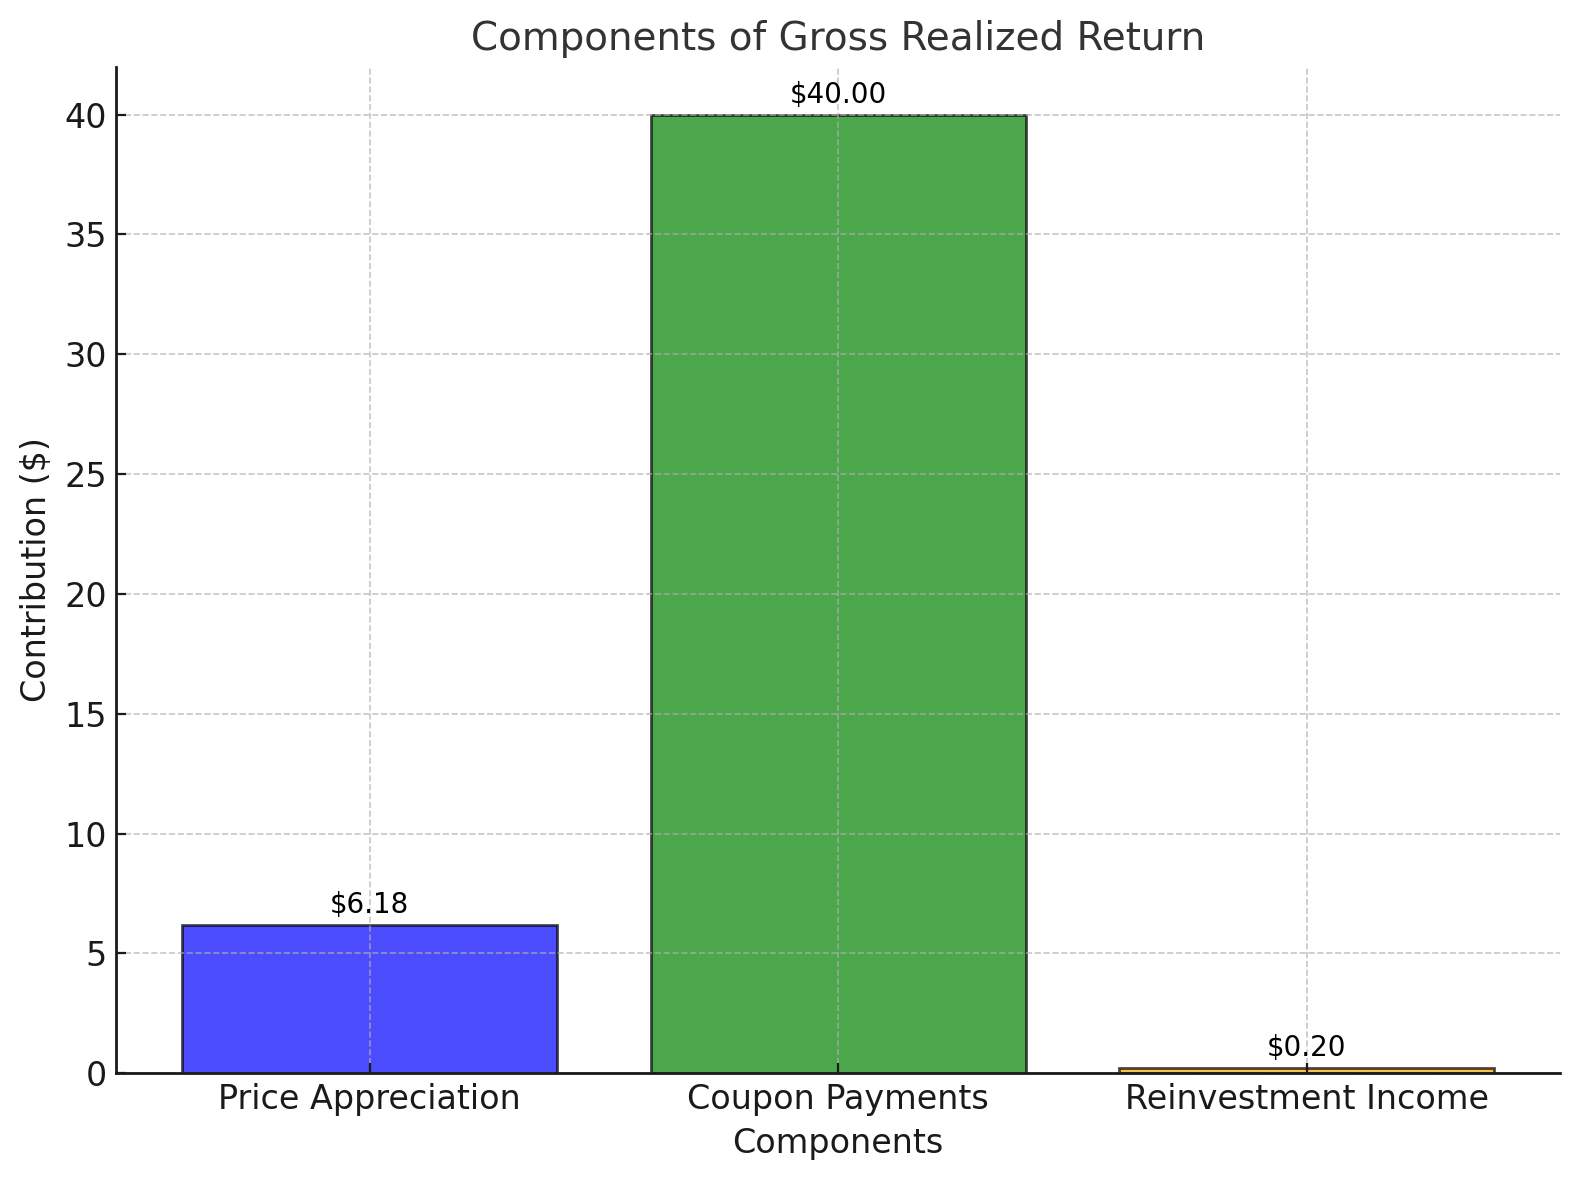 Components of Gross Realized Return
Contribution ($)
40
35
30
25
20
15
10
5
0
$6.18
$40.00
$0.20
Price Appreciation
Coupon Payments
Reinvestment Income
Components